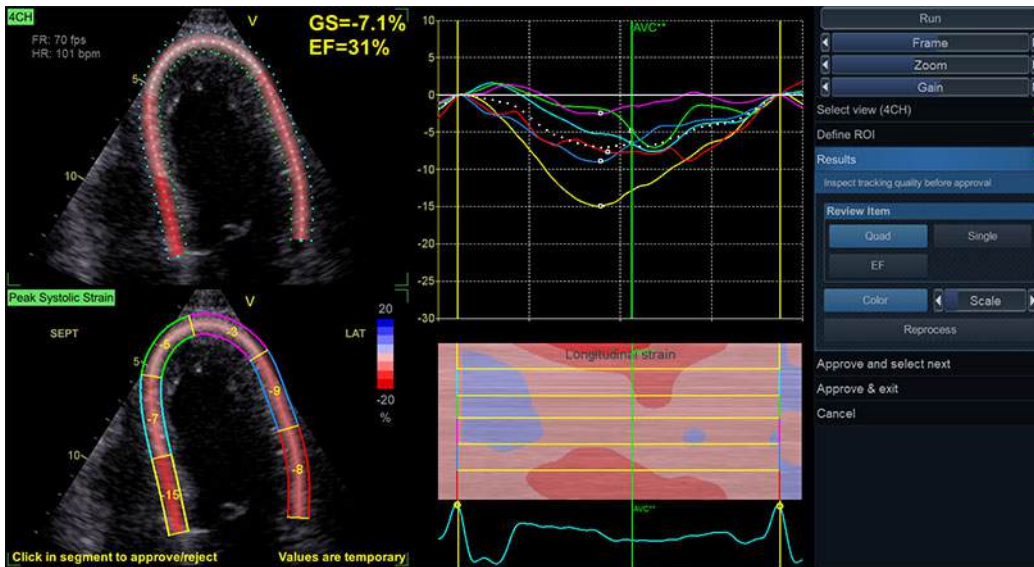 4CH
V
GS=-7.1%
EF=31%
FR: 70 fps
HR: 101 bpm
5
10
10
5
0
-5
-10
-15
-20
-25
-30
AVC**
Peak Systolic Strain
V
SEPT
LAT
20
-20
%
5
10
-5
-3
-7
-9
-15
-8
Click in segment to approve/reject
Values are temporary
Longitudinal strain
AVC**
Run
Frame
Zoom
Gain
Select view (4CH)
Define ROI
Results
Inspect tracking quality before approval
Review Item
Quad
Single
EF
Color
Scale
Reprocess
Approve and select next
Approve & exit
Cancel